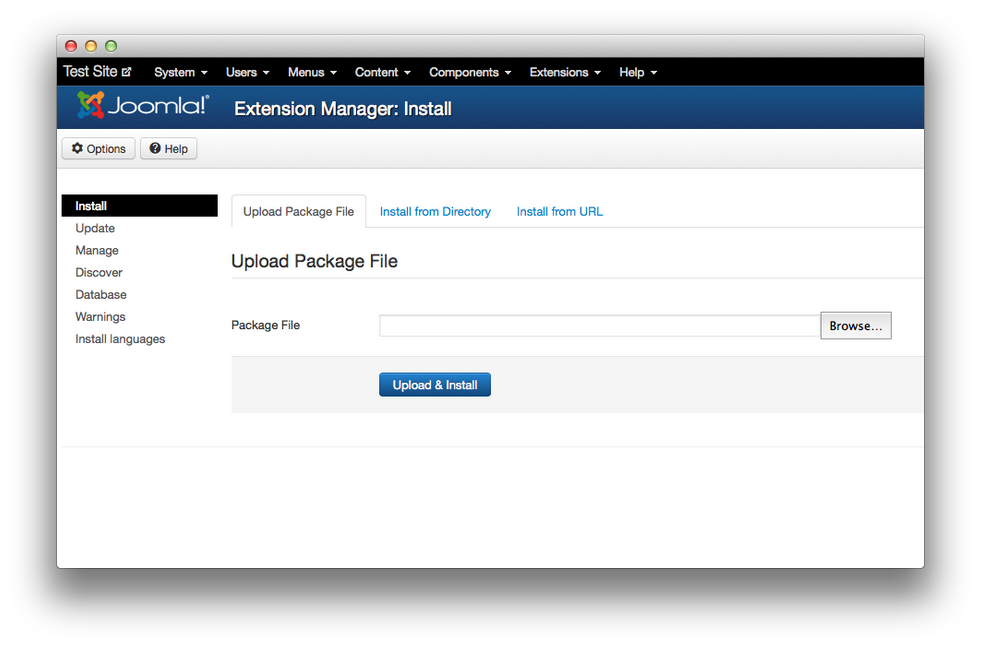 Test Site System Users Menus Content Components Extensions Help
Joomla!® Extension Manager: Install
Options Help
Install
Update
Manage
Discover
Database
Warnings
Install languages
Upload Package File Install from Directory Install from URL
Upload Package File
Package File Browse...
Upload & Install